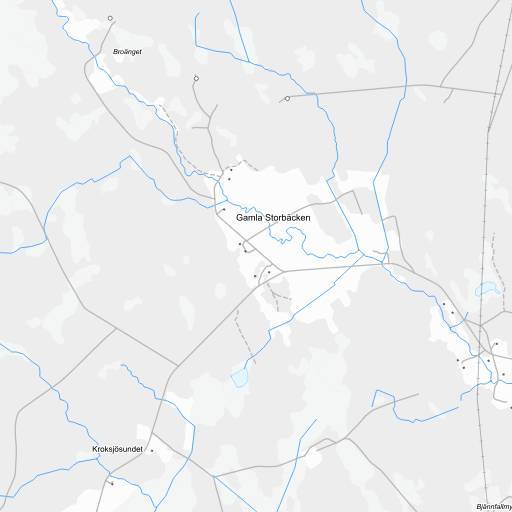 Broänget
Gamla Storbäcken
Kroksjösundet
Bjännfallmy